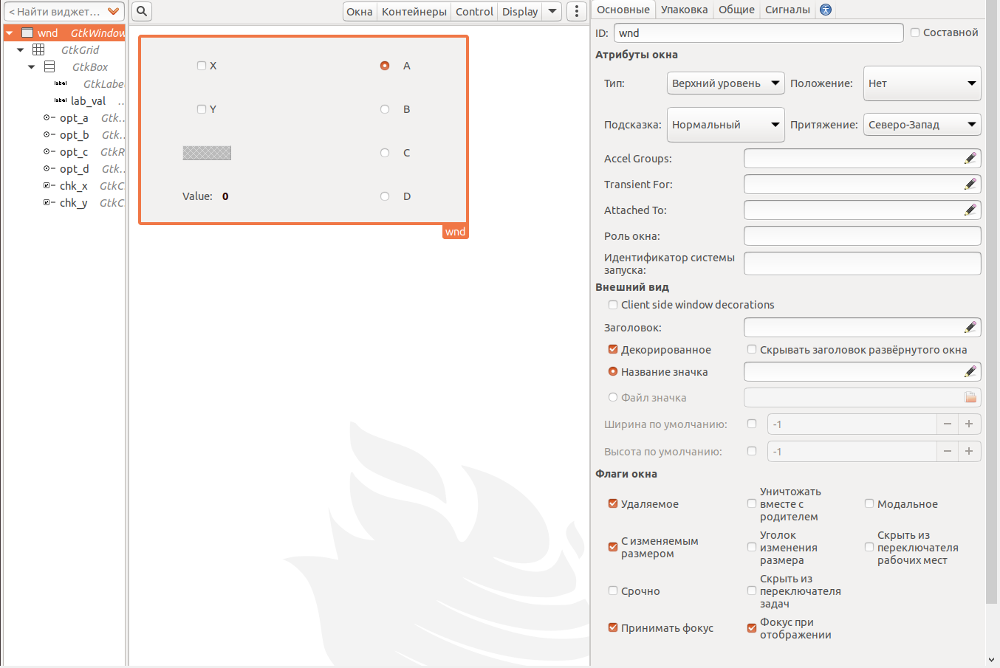 < Найти виджет…
Окна Контейнеры Control Display
Основные Упаковка Общие Сигналы
wnd GtkWindow
GtkGrid
GtkBox
label GtkLabe
label lab_val ..
opt_a Gtk..
opt_b Gtk..
opt_c GtkR
opt_d Gtk..
chk_x GtkC
chk_y GtkC
X A
Y B
C
Value: 0 D
wnd
ID: wnd Составной
Атрибуты окна
Тип: Верхний уровень Положение: Нет
Подсказка: Нормальный Притяжение: Северо-Запад
Accel Groups:
Transient For:
Attached To:
Роль окна:
Идентификатор системы
запуска:
Внешний вид
Client side window decorations
Заголовок:
Декорированное Скрывать заголовок развёрнутого окна
Название значка
Файл значка
Ширина по умолчанию: -1 − +
Высота по умолчанию: -1 − +
Флаги окна
Удаляемое
Уничтожать
вместе с
родителем
Модальное
С изменяемым
размером
Уголок
изменения
размера
Скрыть из
переключателя
рабочих мест
Срочно
Скрыть из
переключателя
задач
Принимать фокус
Фокус при
отображении